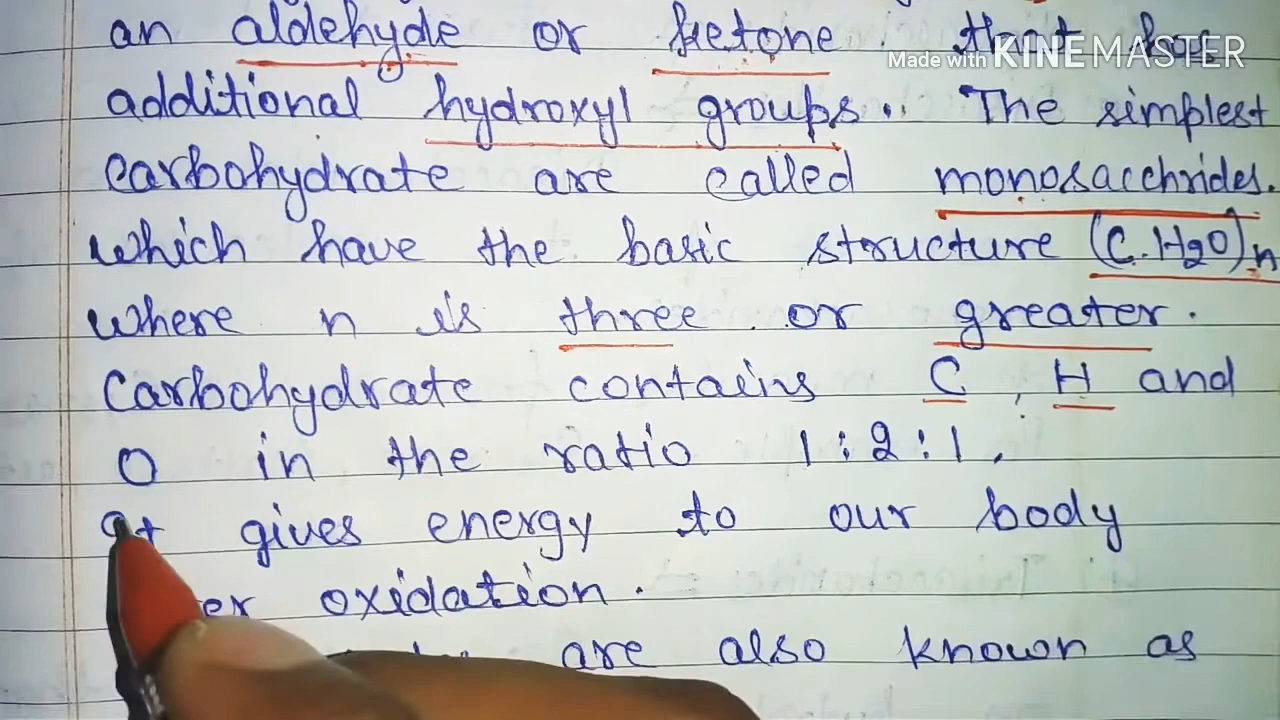 an aldehyde or ketone that has
Made with KINEMASTER
additional hydroxyl groups. The simplest
carbohydrate are called monosacchrides.
which have the basic structure (C.H2O)n
where n is three or greater.
Carbohydrate contains C, H and
O in the ratio 1:2:1,
It gives energy to our body
oxidation.
are also known as